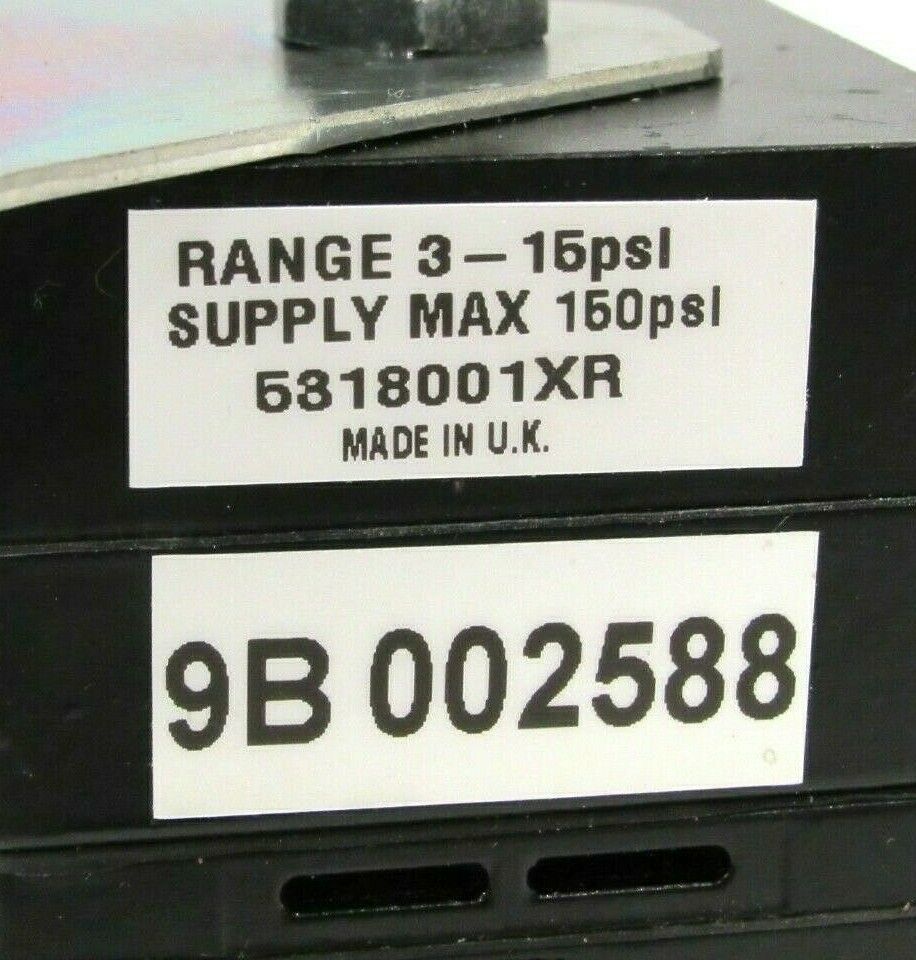 RANGE 3-15psI
SUPPLY MAX 150psI
5318001XR
MADE IN U.K.
9B 002588